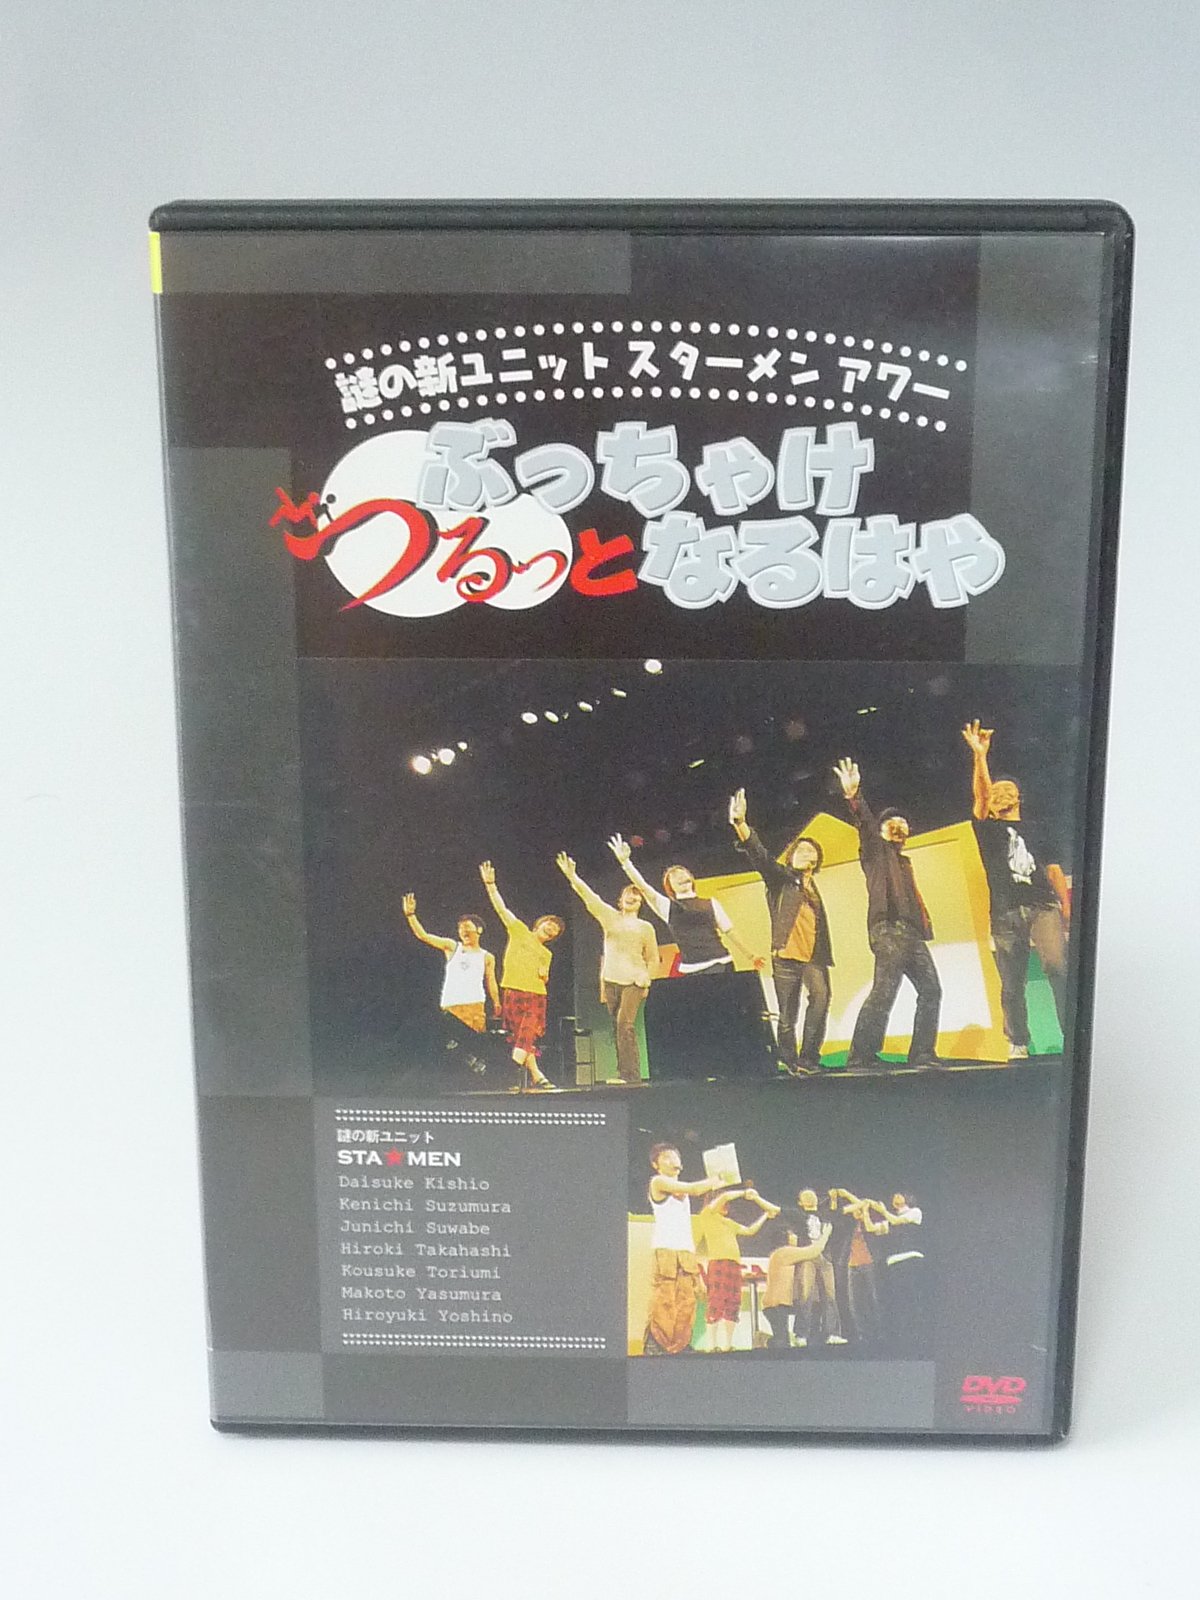 謎の新ユニット スターメン アワー
ぶっちゃけ
づるっと なるはや
謎の新ユニット
STA★MEN
Daisuke Kishio
Kenichi Suzumura
Junichi Suwabe
Hiroki Takahashi
Kousuke Toriumi
Makoto Yasumura
Hiroyuki Yoshino
DVD
VIDEO